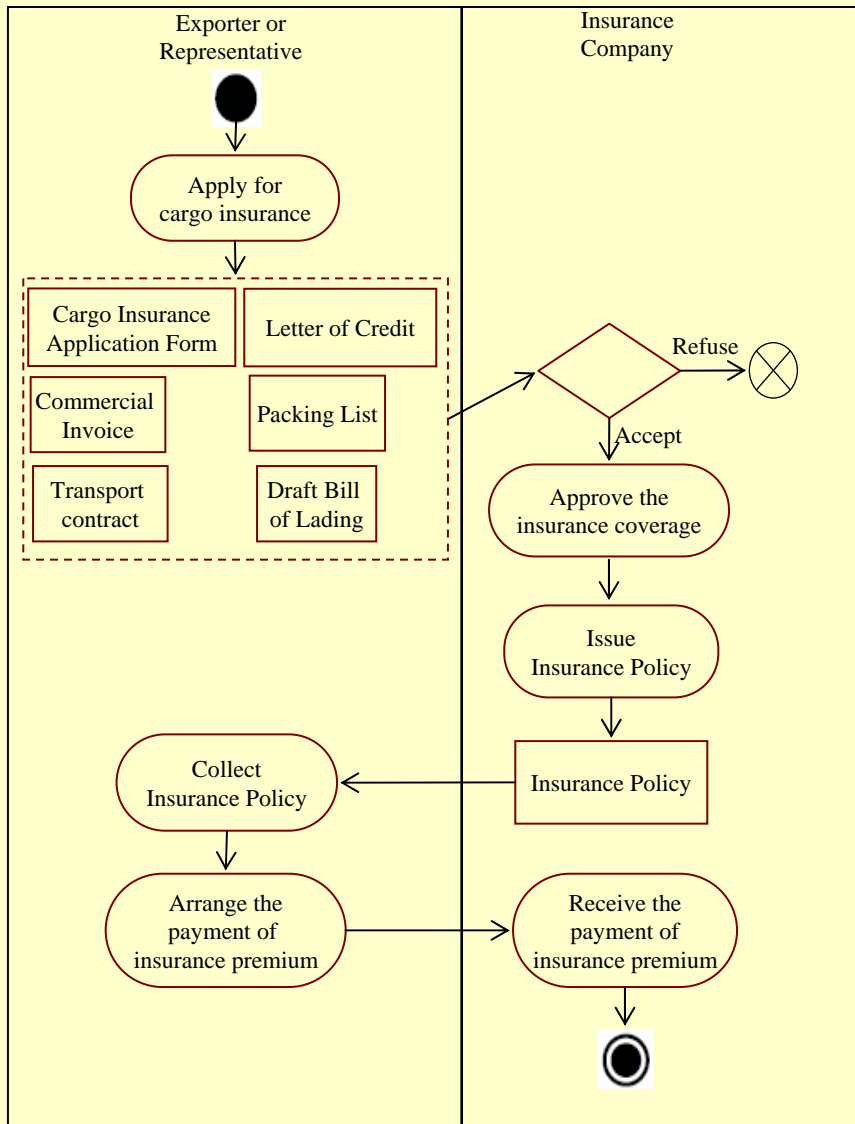 Exporter or
Representative
Insurance
Company
Apply for
cargo insurance
Cargo Insurance
Application Form
Letter of Credit
Commercial
Invoice
Packing List
Transport
contract
Draft Bill
of Lading
Refuse
Accept
Approve the
insurance coverage
Issue
Insurance Policy
Insurance Policy
Collect
Insurance Policy
Arrange the
payment of
insurance premium
Receive the
payment of
insurance premium